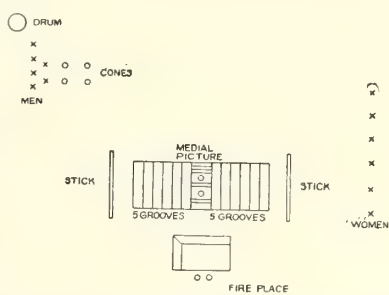 DRUM
CONES
MEN
MEDIAL
PICTURE
STICK
STICK
5 GROOVES 5 GROOVES
WOMEN
FIRE PLACE